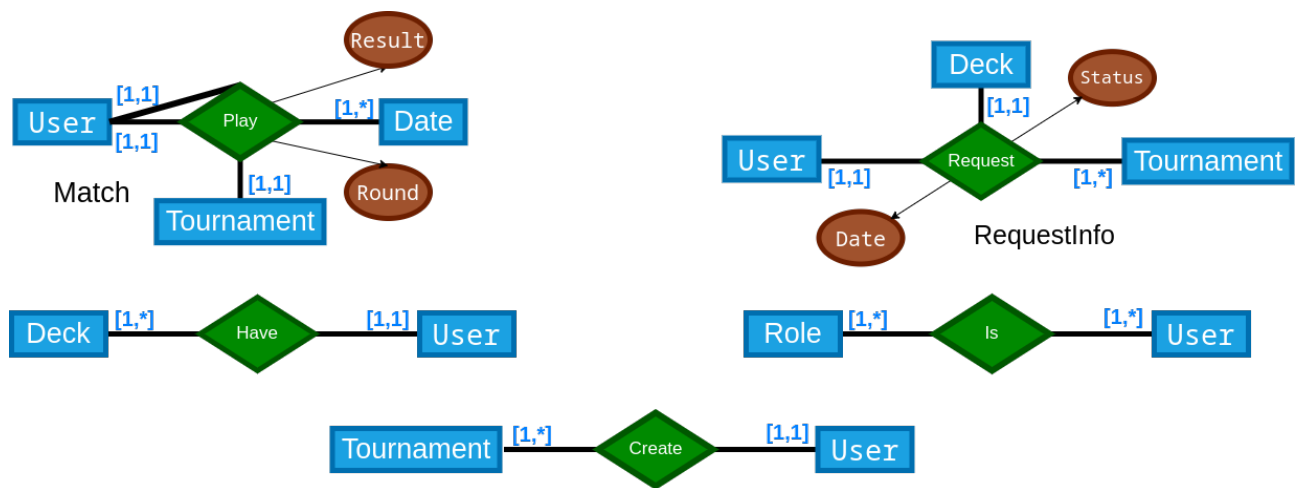 Result
[1,1]
User
Play
[1,*]
Date
[1,1]
Match
[1,1]
Round
Tournament
Deck
Status
[1,1]
User
Request
Tournament
[1,1]
[1,*]
Date
RequestInfo
Deck
[1,*]
Have
[1,1]
User
Role
[1,*]
Is
[1,*]
User
Tournament
[1,*]
Create
[1,1]
User